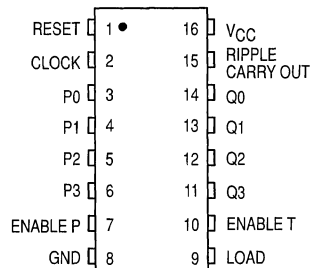 RESET 1 16 VCC
CLOCK 2 15 RIPPLE
CARRY OUT
P0 3 14 Q0
P1 4 13 Q1
P2 5 12 Q2
P3 6 11 Q3
ENABLE P 7 10 ENABLE T
GND 8 9 LOAD